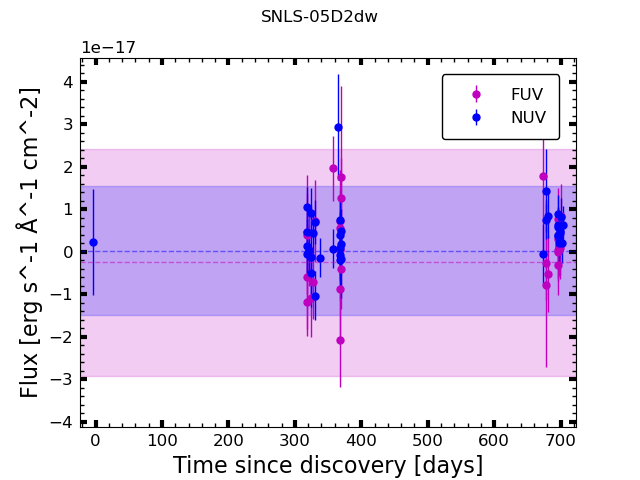 SNLS-05D2dw
1e−17
FUV
NUV
4
3
2
1
0
−1
−2
−3
−4
Flux [erg s^-1 Å^-1 cm^-2]
0 100 200 300 400 500 600 700
Time since discovery [days]